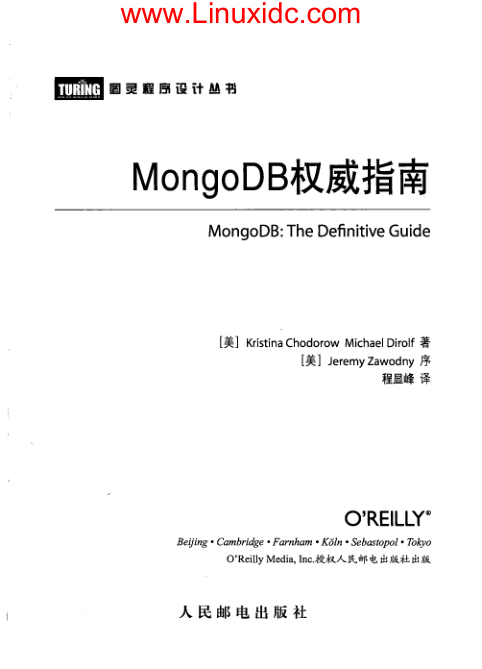 www.Linuxidc.com
TURING 图灵程序设计丛书
MongoDB权威指南
MongoDB: The Definitive Guide
[美] Kristina Chodorow Michael Dirolf 著
[美] Jeremy Zawodny 序
程显峰 译
O'REILLY®
Beijing • Cambridge • Farnham • Köln • Sebastopol • Tokyo
O'Reilly Media, Inc.授权人民邮电出版社出版
人民邮电出版社